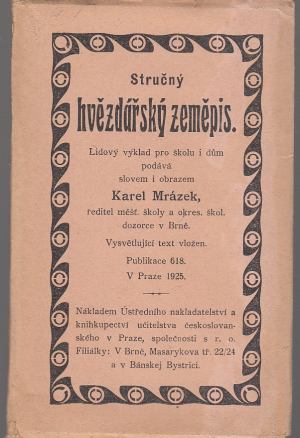 Stručný
hvězdářský zeměpis.
Lidový výklad pro školu i dům
podává
slovem i obrazem
Karel Mrázek,
ředitel měšť. školy a okres. škol.
dozorce v Brně.
Vysvětlující text vložen.
Publikace 618.
V Praze 1925.
Nákladem Ústředního nakladatelství a
knihkupectví učitelstva českoslovan-
ského v Praze, společnosti s r. o.
Filiálky: V Brně, Masarykova tř. 22/24
a v Bánskej Bystrici.